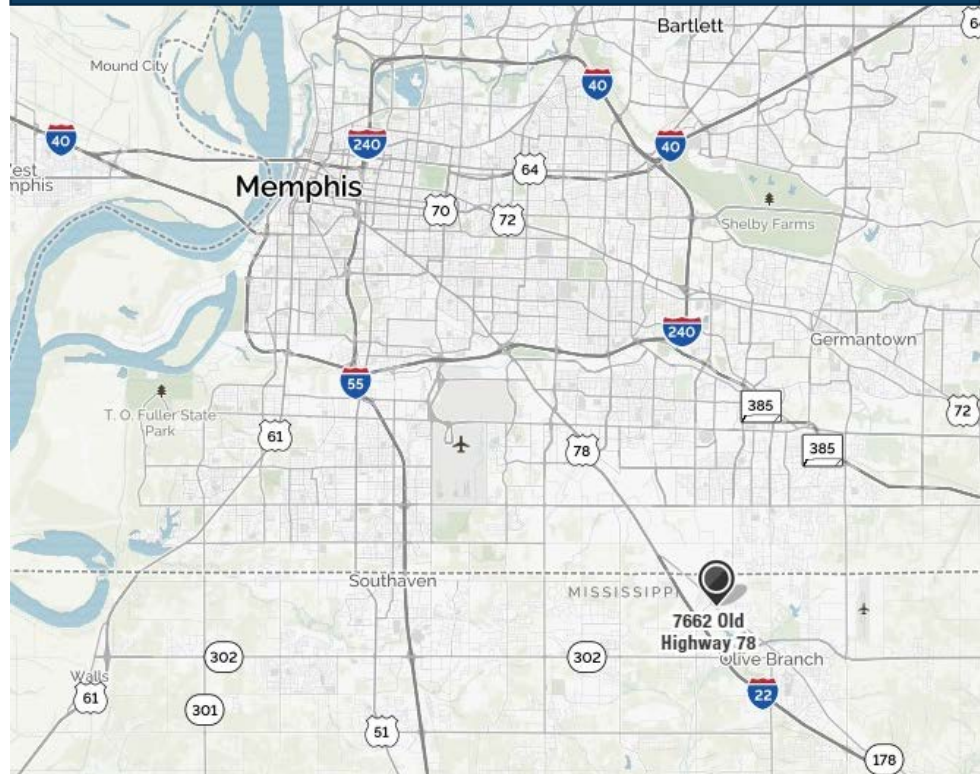 Bartlett
6
Mound City
40
40
240
40
64
est
mphis
Memphis
70
72
Shelby Farms
240
Germantown
55
385
T. O. Fuller State
Park
61
72
78
385
Southaven
MISSISSIPPI
7662 Old
Highway 78
302
302
Olive Branch
Walls
61
22
301
51
178